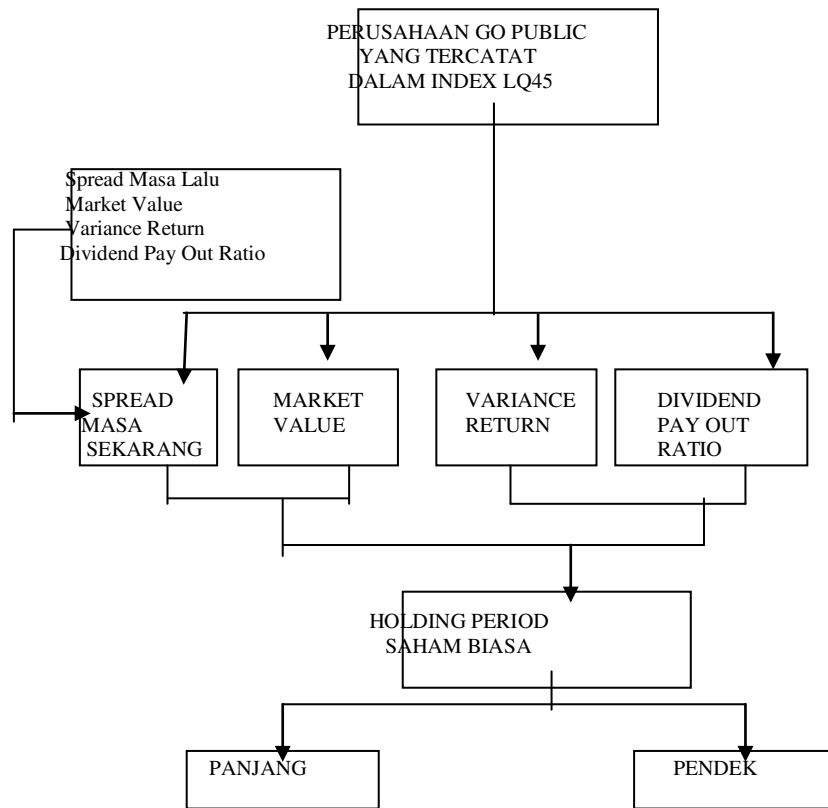 PERUSAHAAN GO PUBLIC
YANG TERCATAT
DALAM INDEX LQ45
Spread Masa Lalu
Market Value
Variance Return
Dividend Pay Out Ratio
SPREAD
MASA
SEKARANG
MARKET
VALUE
VARIANCE
RETURN
DIVIDEND
PAY OUT
RATIO
HOLDING PERIOD
SAHAM BIASA
PANJANG
PENDEK